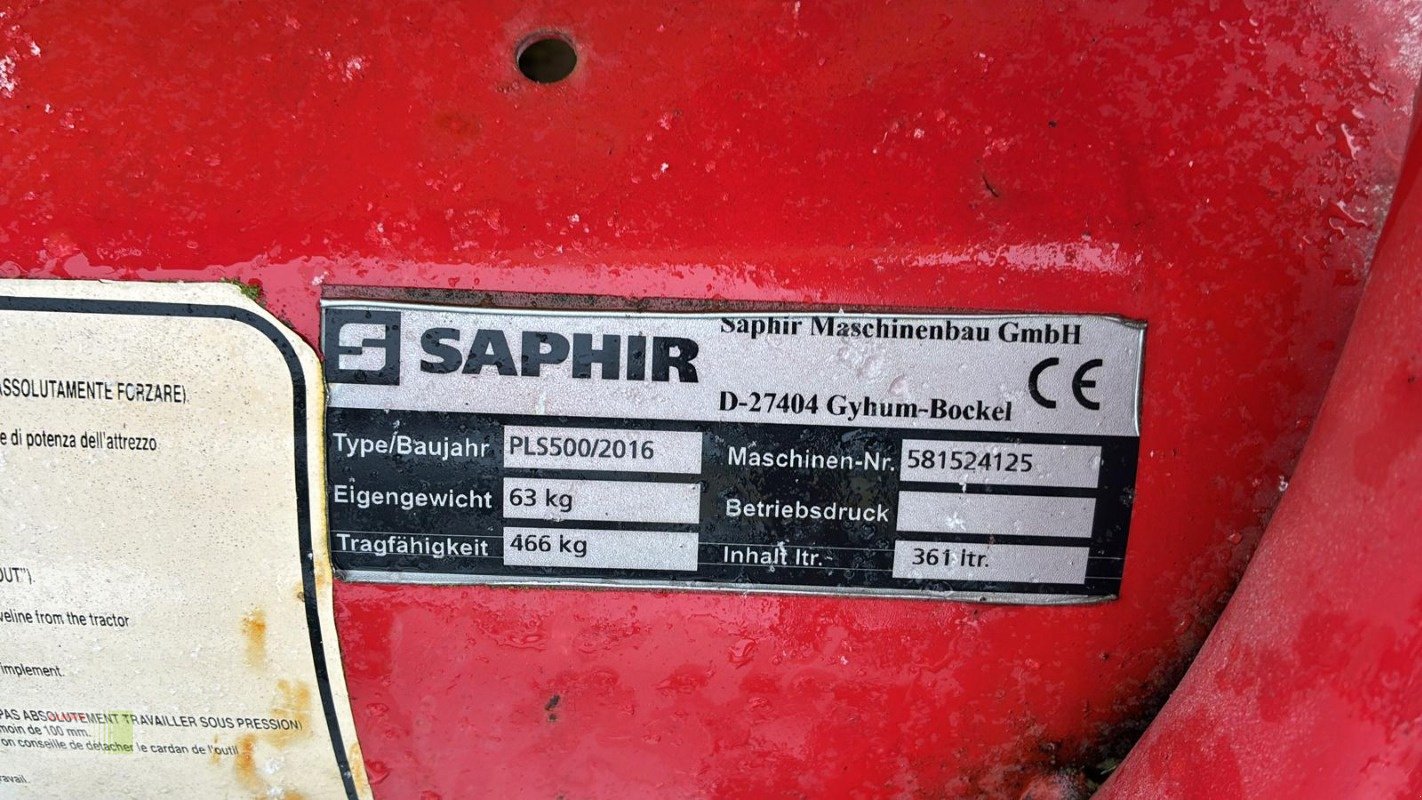 SAPHIR
Saphir Maschinenbau GmbH
D-27404 Gyhum-Bockel
CE
Type/Baujahr PLS500/2016 Maschinen-Nr. 581524125
Eigengewicht 63 kg Betriebsdruck
Tragfähigkeit 466 kg Inhalt ltr. 361 ltr.
ASSOLUTAMENTE FORZARE).
e di potenza dell'attrezzo
OUT").
veline from the tractor
implement.
PAS ABSOLUTEMENT TRAVAILLER SOUS PRESSION)
moin de 100 mm.
on conseille de détacher le cardan de l'outil
ravail.